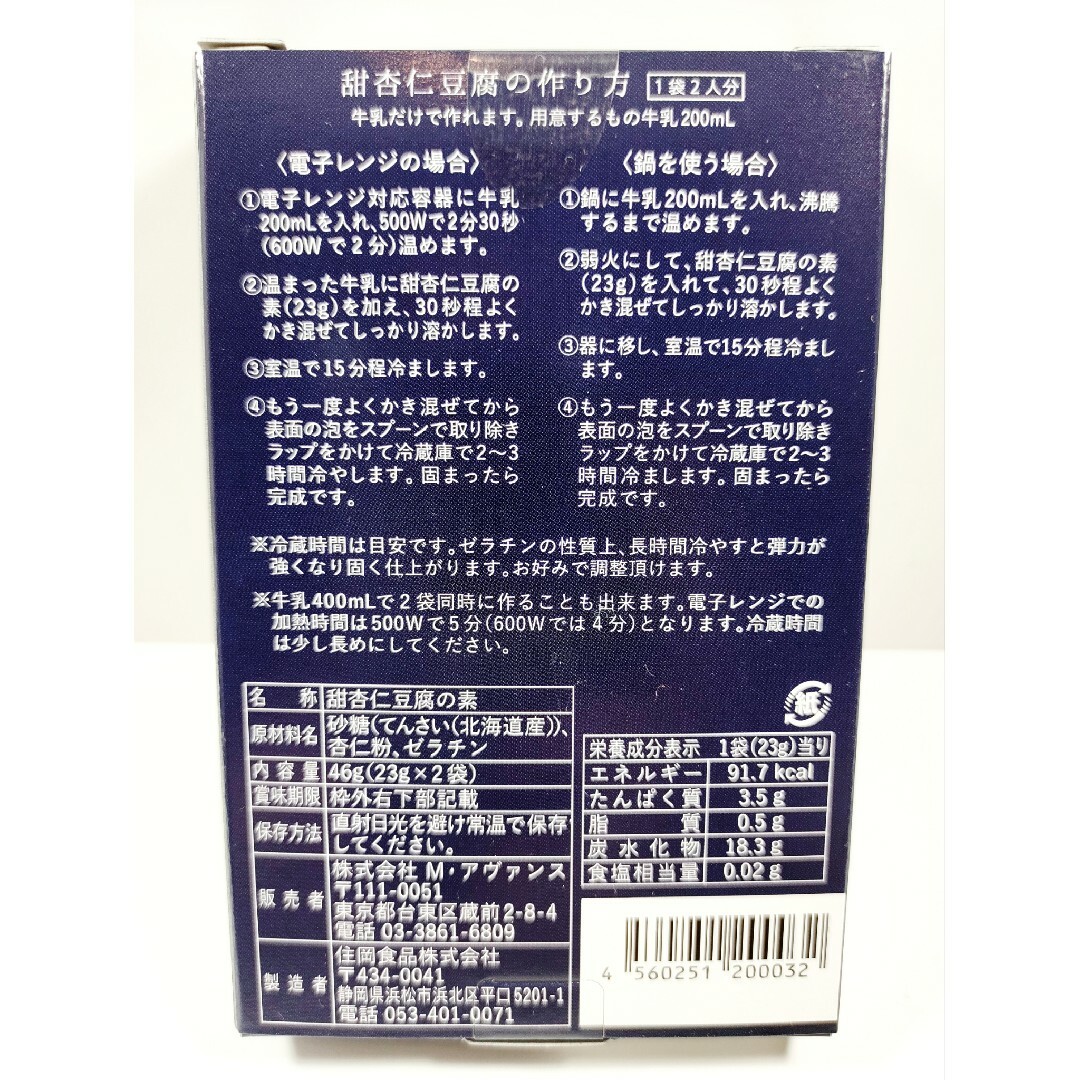 甜杏仁豆腐の作り方 1袋2人分
牛乳だけで作れます。用意するもの牛乳200mL
〈電子レンジの場合〉
①電子レンジ対応容器に牛乳
200mLを入れ、500Wで2分30秒
(600Wで2分)温めます。
②温まった牛乳に甜杏仁豆腐の
素(23g)を加え、30秒程よく
かき混ぜてしっかり溶かします。
③室温で15分程冷まします。
④もう一度よくかき混ぜてから
表面の泡をスプーンで取り除き
ラップをかけて冷蔵庫で2〜3
時間冷やします。固まったら
完成です。
〈鍋を使う場合〉
①鍋に牛乳200mLを入れ、沸騰
するまで温めます。
②弱火にして、甜杏仁豆腐の素
(23g)を入れて、30秒程よく
かき混ぜてしっかり溶かします。
③器に移し、室温で15分程冷まし
ます。
④もう一度よくかき混ぜてから
表面の泡をスプーンで取り除き
ラップをかけて冷蔵庫で2〜3
時間冷まします。固まったら
完成です。
※冷蔵時間は目安です。ゼラチンの性質上、長時間冷やすと弾力が
強くなり固く仕上がります。お好みで調整頂けます。
※牛乳400mLで2袋同時に作ることも出来ます。電子レンジでの
加熱時間は500Wで5分(600Wでは4分)となります。冷蔵時間
は少し長めにしてください。
名称 甜杏仁豆腐の素
原材料名 砂糖(てんさい(北海道産))、
杏仁粉、ゼラチン
内容量 46g(23g×2袋)
賞味期限 枠外右下部記載
保存方法 直射日光を避け常温で保存
してください。
販売者 株式会社 M・アヴァンス
〒111-0051
東京都台東区蔵前2-8-4
電話 03-3861-6809
製造者 住岡食品株式会社
〒434-0041
静岡県浜松市浜北区平口5201-1
電話 053-401-0071
紙
栄養成分表示 1袋(23g)当り
エネルギー 91.7kcal
たんぱく質 3.5g
脂質 0.5g
炭水化物 18.3g
食塩相当量 0.02g
4 560251 200032